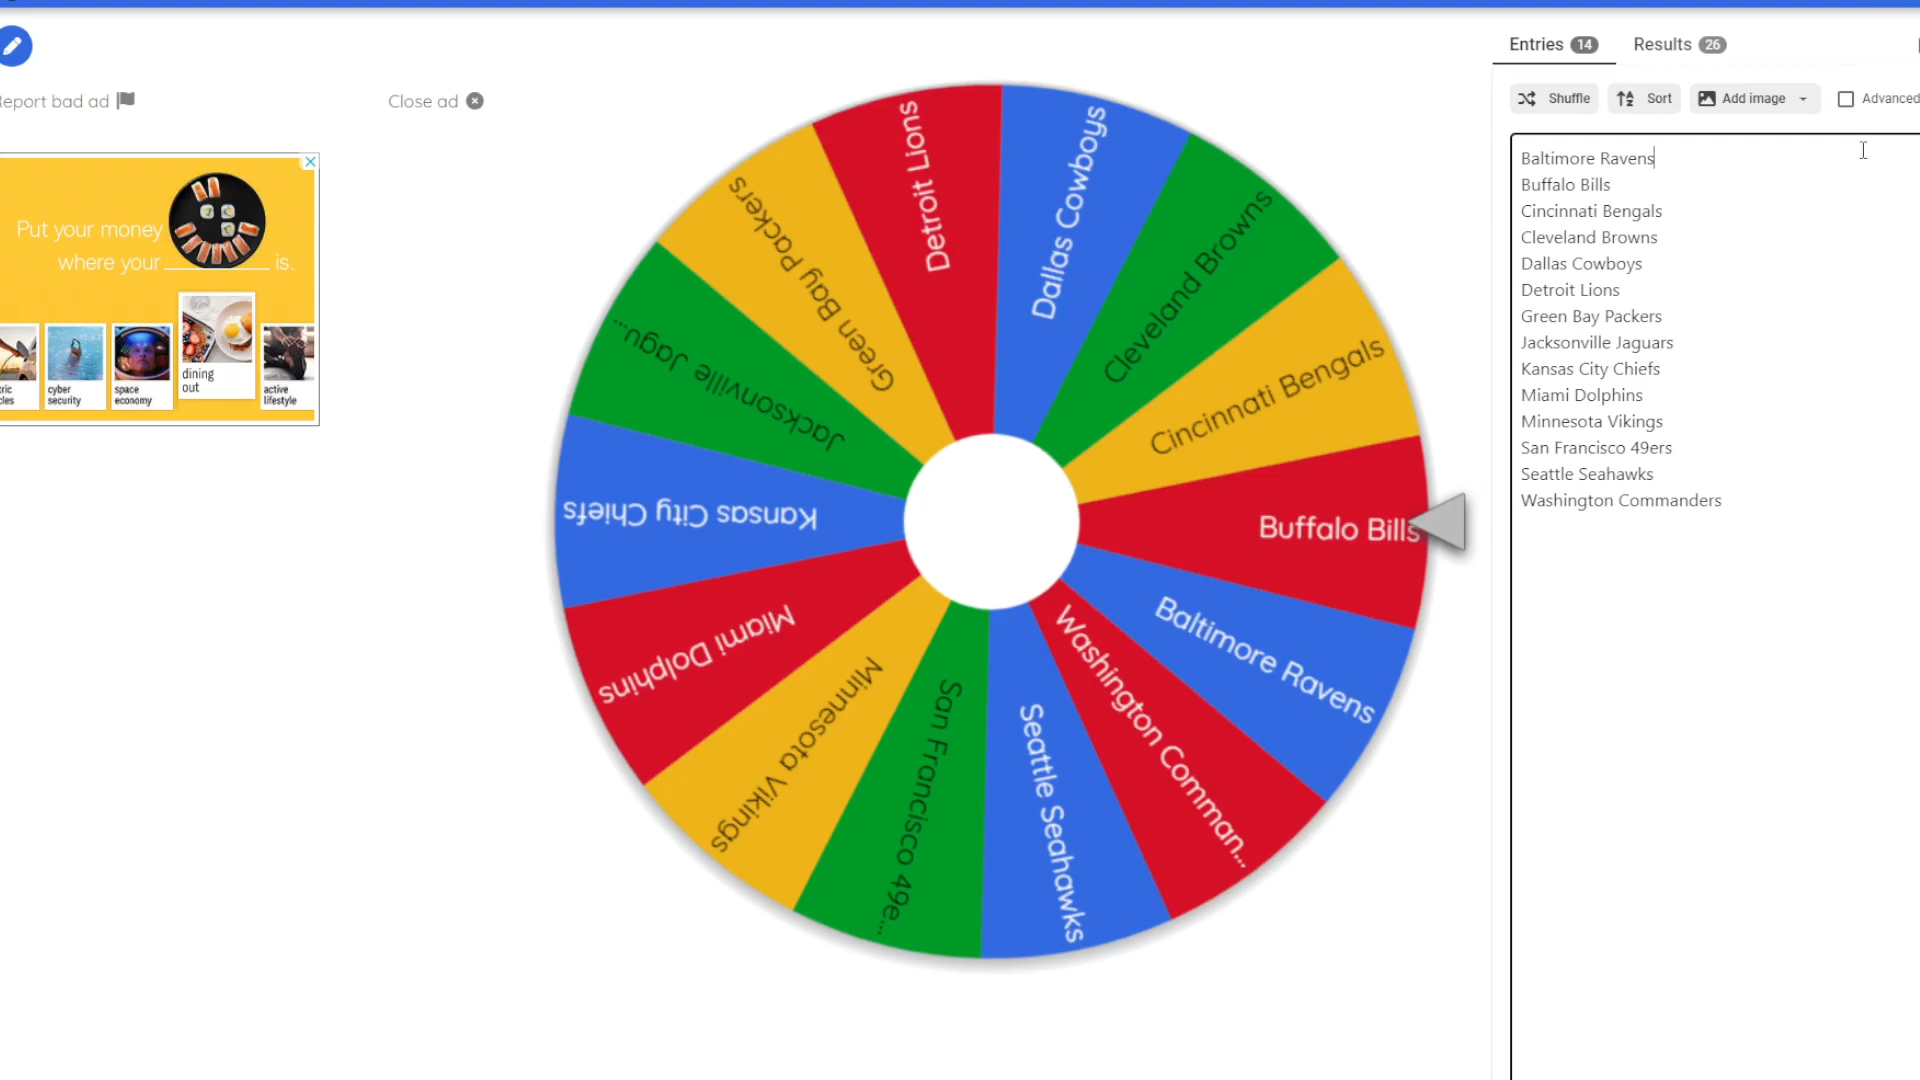 Entries 14
Results 26
Report bad ad
Close ad
Shuffle
Sort
Add image
Advanced
Put your money
where your is.
cyber
security
space
economy
dining
out
active
lifestyle
Baltimore Ravens
Buffalo Bills
Cincinnati Bengals
Cleveland Browns
Dallas Cowboys
Detroit Lions
Green Bay Packers
Jacksonville Jaguars
Kansas City Chiefs
Miami Dolphins
Minnesota Vikings
San Francisco 49ers
Seattle Seahawks
Washington Commanders
Detroit Lions
Dallas Cowboys
Cleveland Browns
Cincinnati Bengals
Buffalo Bills
Baltimore Ravens
Washington Comman...
Seattle Seahawks
San Francisco 49e...
Minnesota Vikings
Miami Dolphins
Kansas City Chiefs
Jacksonville Jagu...
Green Bay Packers